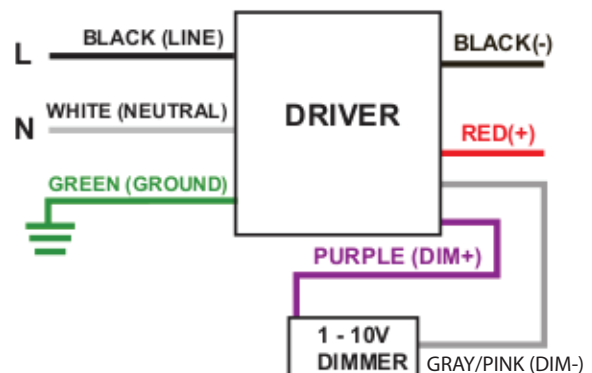 L
BLACK (LINE)
BLACK(-)
N
WHITE (NEUTRAL)
DRIVER
RED(+)
GREEN (GROUND)
PURPLE (DIM+)
1 - 10V
DIMMER
GRAY/PINK (DIM-)